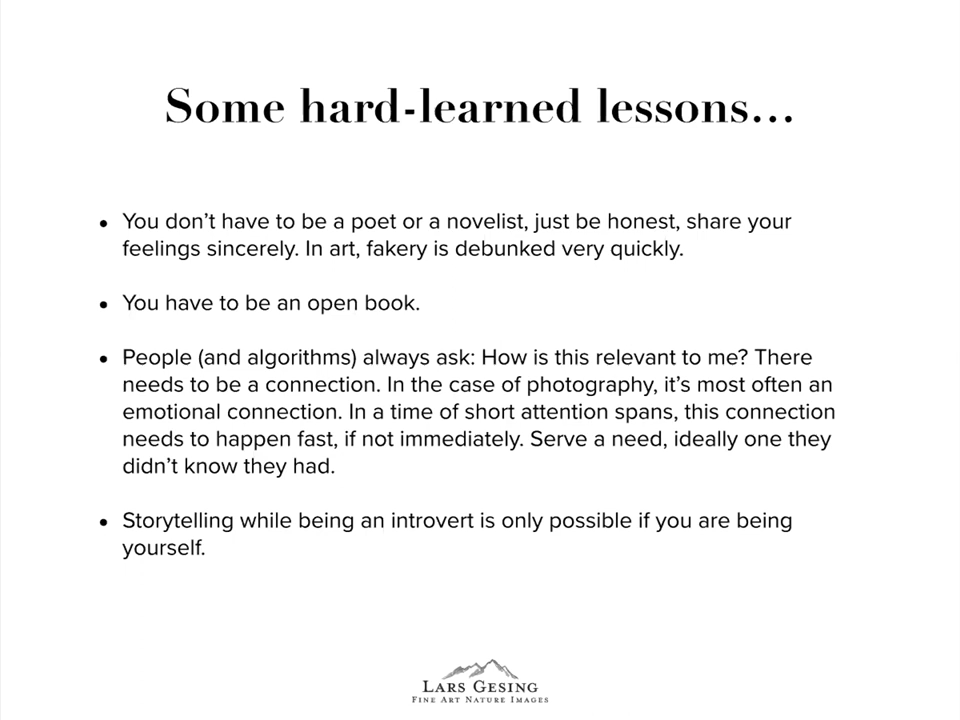 Some hard-learned lessons...
• You don’t have to be a poet or a novelist, just be honest, share your
feelings sincerely. In art, fakery is debunked very quickly.
• You have to be an open book.
• People (and algorithms) always ask: How is this relevant to me? There
needs to be a connection. In the case of photography, it’s most often an
emotional connection. In a time of short attention spans, this connection
needs to happen fast, if not immediately. Serve a need, ideally one they
didn’t know they had.
• Storytelling while being an introvert is only possible if you are being
yourself.
Lars Gesing
Fine Art Nature Images